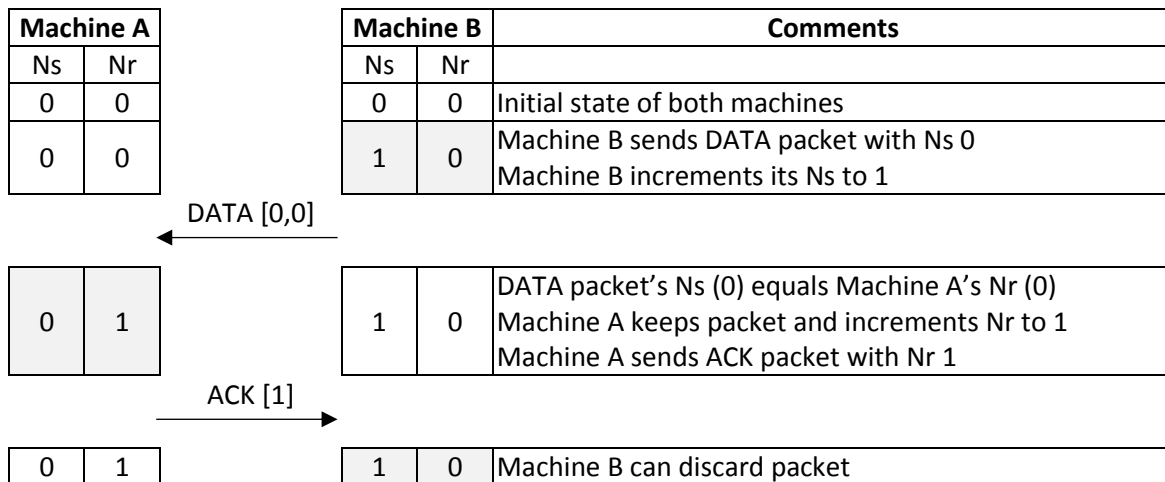 Machine A Machine B Comments
Ns Nr Ns Nr
0 0 0 0 Initial state of both machines
0 0 1 0 Machine B sends DATA packet with Ns 0
Machine B increments its Ns to 1
DATA [0,0]
0 1 1 0 DATA packet’s Ns (0) equals Machine A’s Nr (0)
Machine A keeps packet and increments Nr to 1
Machine A sends ACK packet with Nr 1
ACK [1]
0 1 1 0 Machine B can discard packet